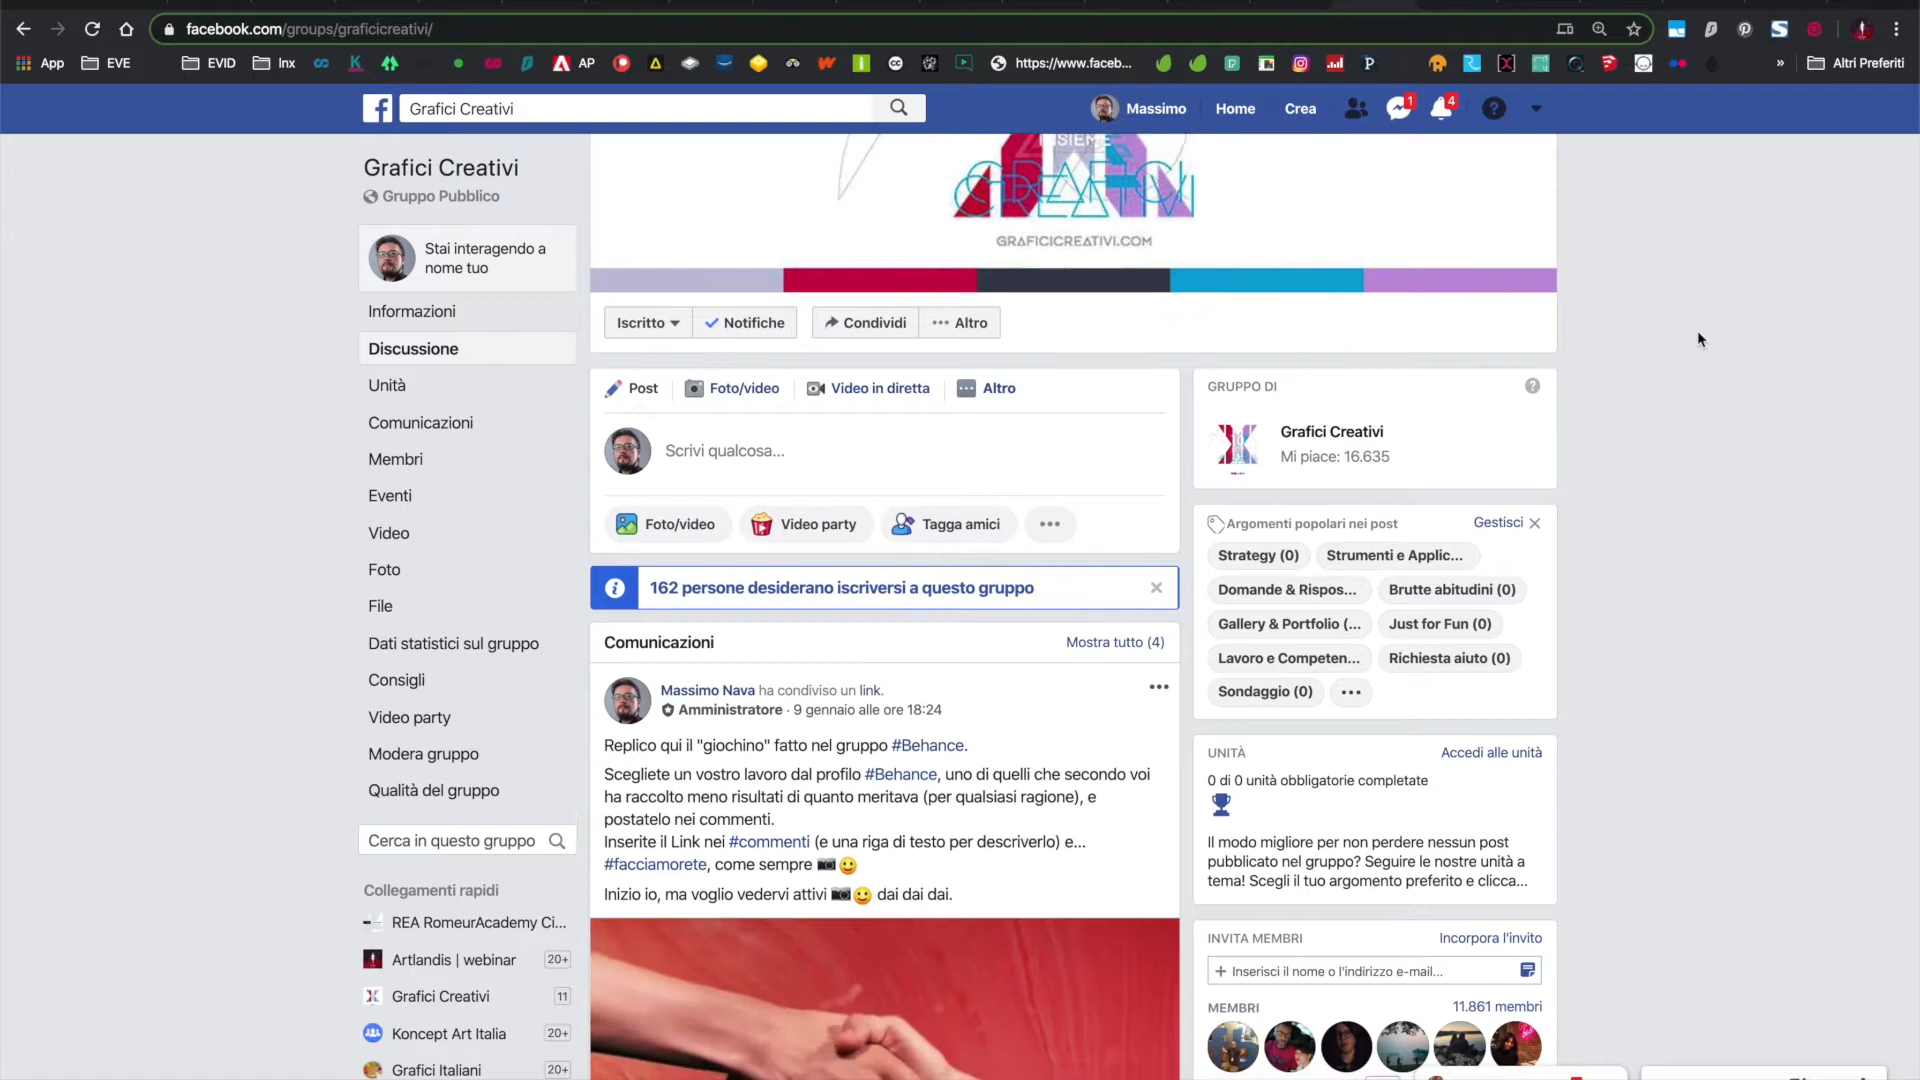 facebook.com/groups/graficicreativi/
App
EVE
EVID
Inx
AP
https://www.faceb...
»
Altri Preferiti
Grafici Creativi
Massimo
Home
Crea
1
4
Grafici Creativi
Gruppo Pubblico
Stai interagendo a
nome tuo
Informazioni
Discussione
Unità
Comunicazioni
Membri
Eventi
Video
Foto
File
Dati statistici sul gruppo
Consigli
Video party
Modera gruppo
Qualità del gruppo
Cerca in questo gruppo
Collegamenti rapidi
REA RomeurAcademy Ci...
Artlandis | webinar 20+
Grafici Creativi 11
Koncept Art Italia 20+
Grafici Italiani 20+
INSIEME
CREATIVI
GRAFICICREATIVI.COM
Iscritto
Notifiche
Condividi
Altro
Post
Foto/video
Video in diretta
Altro
Scrivi qualcosa...
Foto/video
Video party
Tagga amici
162 persone desiderano iscriversi a questo gruppo
Comunicazioni
Mostra tutto (4)
Massimo Nava ha condiviso un link.
Amministratore · 9 gennaio alle ore 18:24
Replico qui il "giochino" fatto nel gruppo #Behance.
Scegliete un vostro lavoro dal profilo #Behance, uno di quelli che secondo voi
ha raccolto meno risultati di quanto meritava (per qualsiasi ragione), e
postatelo nei commenti.
Inserite il Link nei #commenti (e una riga di testo per descriverlo) e...
#facciamorete, come sempre 📷🙂
Inizio io, ma voglio vedervi attivi 📷🙂 dai dai dai.
GRUPPO DI
Grafici Creativi
Mi piace: 16.635
Argomenti popolari nei post
Gestisci
Strategy (0)
Strumenti e Applic...
Domande & Rispos...
Brutte abitudini (0)
Gallery & Portfolio (...
Just for Fun (0)
Lavoro e Competen...
Richiesta aiuto (0)
Sondaggio (0)
UNITÀ
Accedi alle unità
0 di 0 unità obbligatorie completate
Il modo migliore per non perdere nessun post
pubblicato nel gruppo? Seguire le nostre unità a
tema! Scegli il tuo argomento preferito e clicca...
INVITA MEMBRI
Incorpora l'invito
+ Inserisci il nome o l'indirizzo e-mail...
MEMBRI
11.861 membri